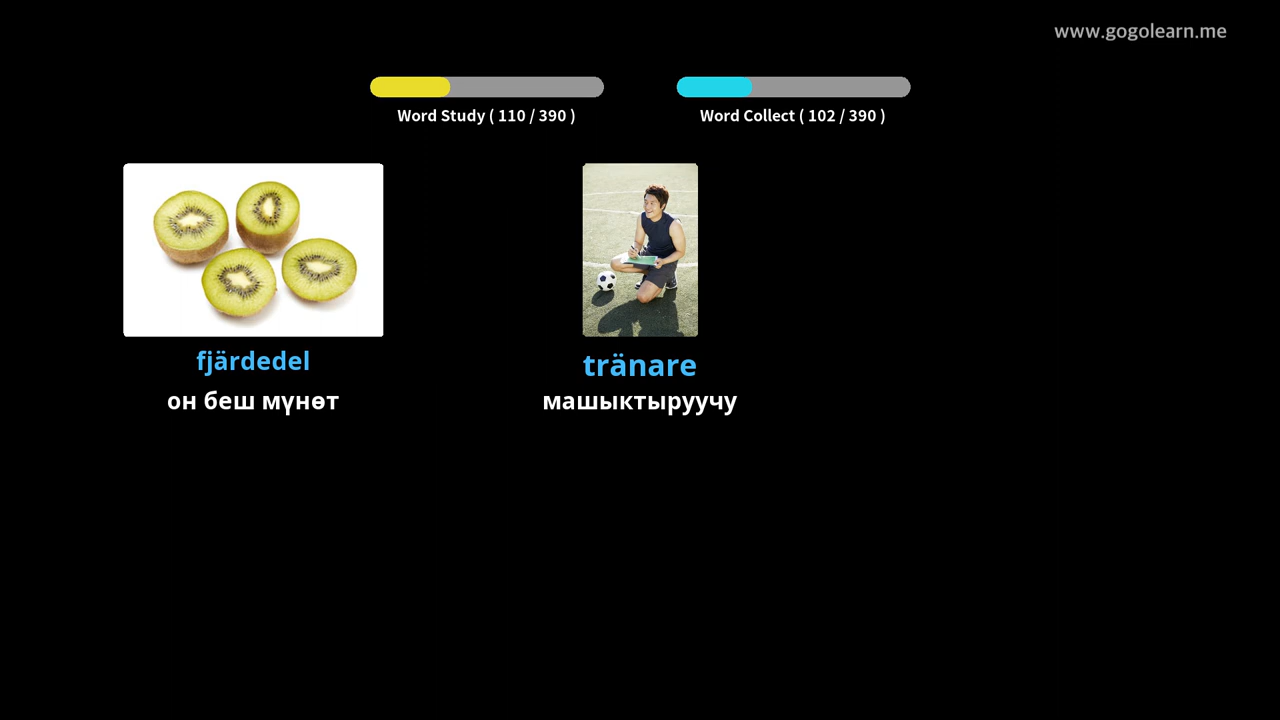 www.gogolearn.me
Word Study ( 110 / 390 )
Word Collect ( 102 / 390 )
fjärdedel
он беш мүнөт
tränare
машыктыруучу